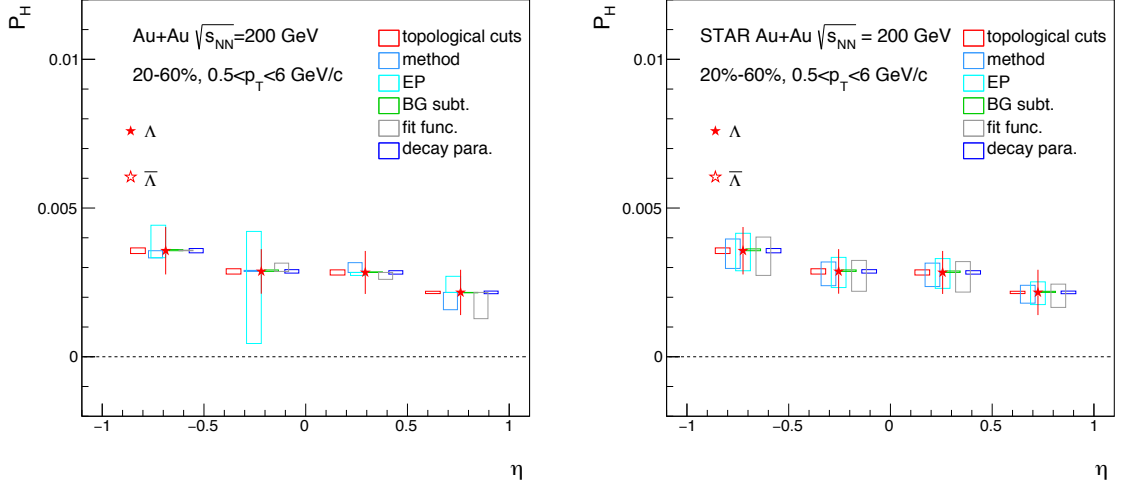 P_H
0.01
0.005
0
Au+Au √s_NN=200 GeV
20-60%, 0.5<p_T<6 GeV/c
Λ
Λ̅
topological cuts
method
EP
BG subt.
fit func.
decay para.
−1
−0.5
0
0.5
1
η
P_H
0.01
0.005
0
STAR Au+Au √s_NN = 200 GeV
20%-60%, 0.5<p_T<6 GeV/c
Λ
Λ̅
topological cuts
method
EP
BG subt.
fit func.
decay para.
−1
−0.5
0
0.5
1
η